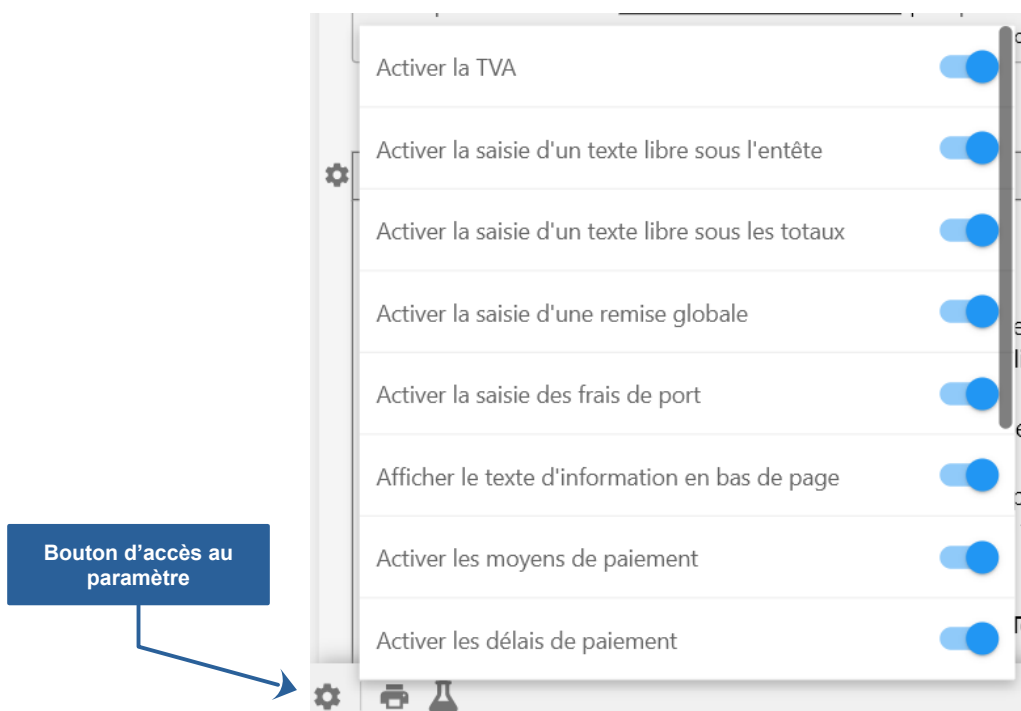 Activer la TVA
Activer la saisie d'un texte libre sous l'entête
Activer la saisie d'un texte libre sous les totaux
Activer la saisie d'une remise globale
Activer la saisie des frais de port
Afficher le texte d'information en bas de page
Activer les moyens de paiement
Activer les délais de paiement
Bouton d’accès au
paramètre